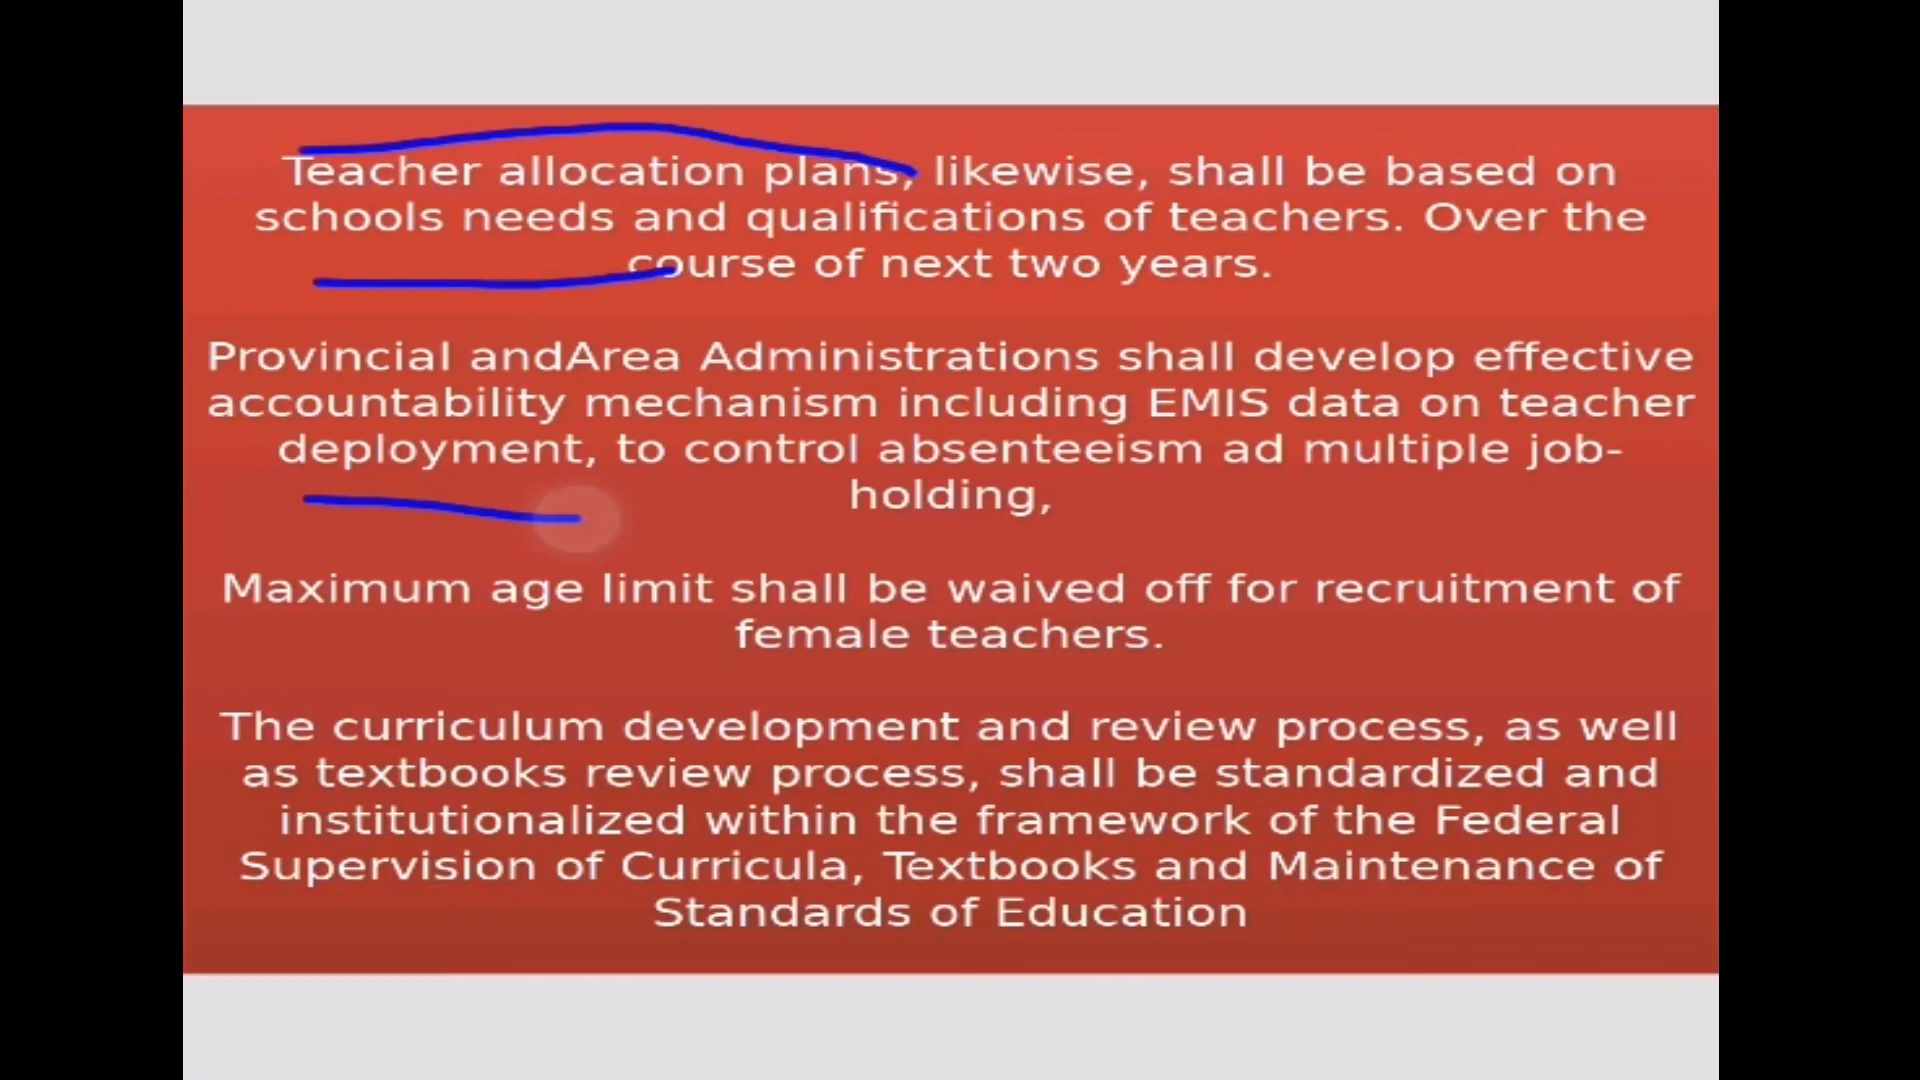 Teacher allocation plans, likewise, shall be based on
schools needs and qualifications of teachers. Over the
course of next two years.
Provincial andArea Administrations shall develop effective
accountability mechanism including EMIS data on teacher
deployment, to control absenteeism ad multiple job-
holding,
Maximum age limit shall be waived off for recruitment of
female teachers.
The curriculum development and review process, as well
as textbooks review process, shall be standardized and
institutionalized within the framework of the Federal
Supervision of Curricula, Textbooks and Maintenance of
Standards of Education